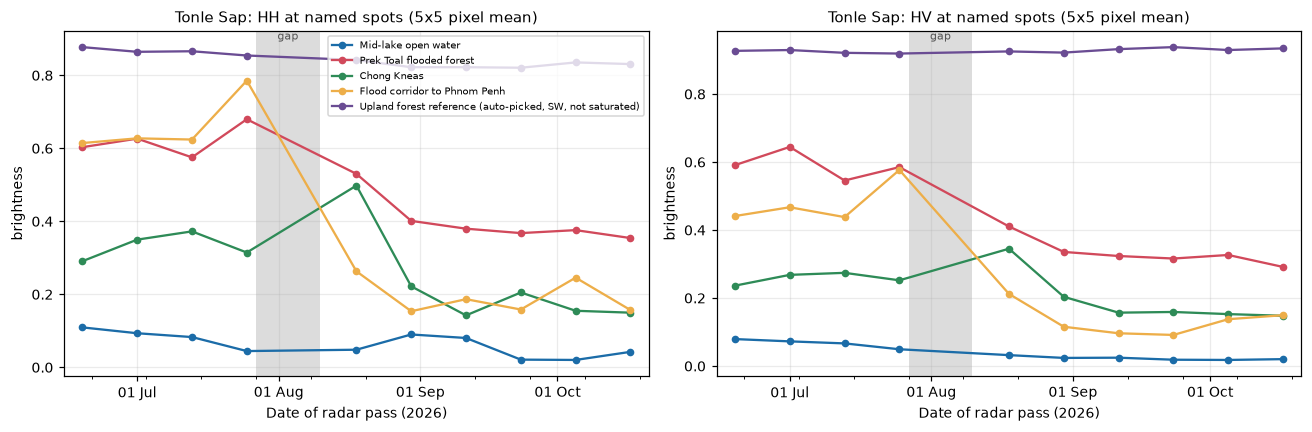 Tonle Sap: HH at named spots (5x5 pixel mean)
gap
Mid-lake open water
Prek Toal flooded forest
Chong Kneas
Flood corridor to Phnom Penh
Upland forest reference (auto-picked, SW, not saturated)
0.8
0.6
0.4
0.2
0.0
brightness
01 Jul
01 Aug
01 Sep
01 Oct
Date of radar pass (2026)
Tonle Sap: HV at named spots (5x5 pixel mean)
gap
0.8
0.6
0.4
0.2
0.0
brightness
01 Jul
01 Aug
01 Sep
01 Oct
Date of radar pass (2026)